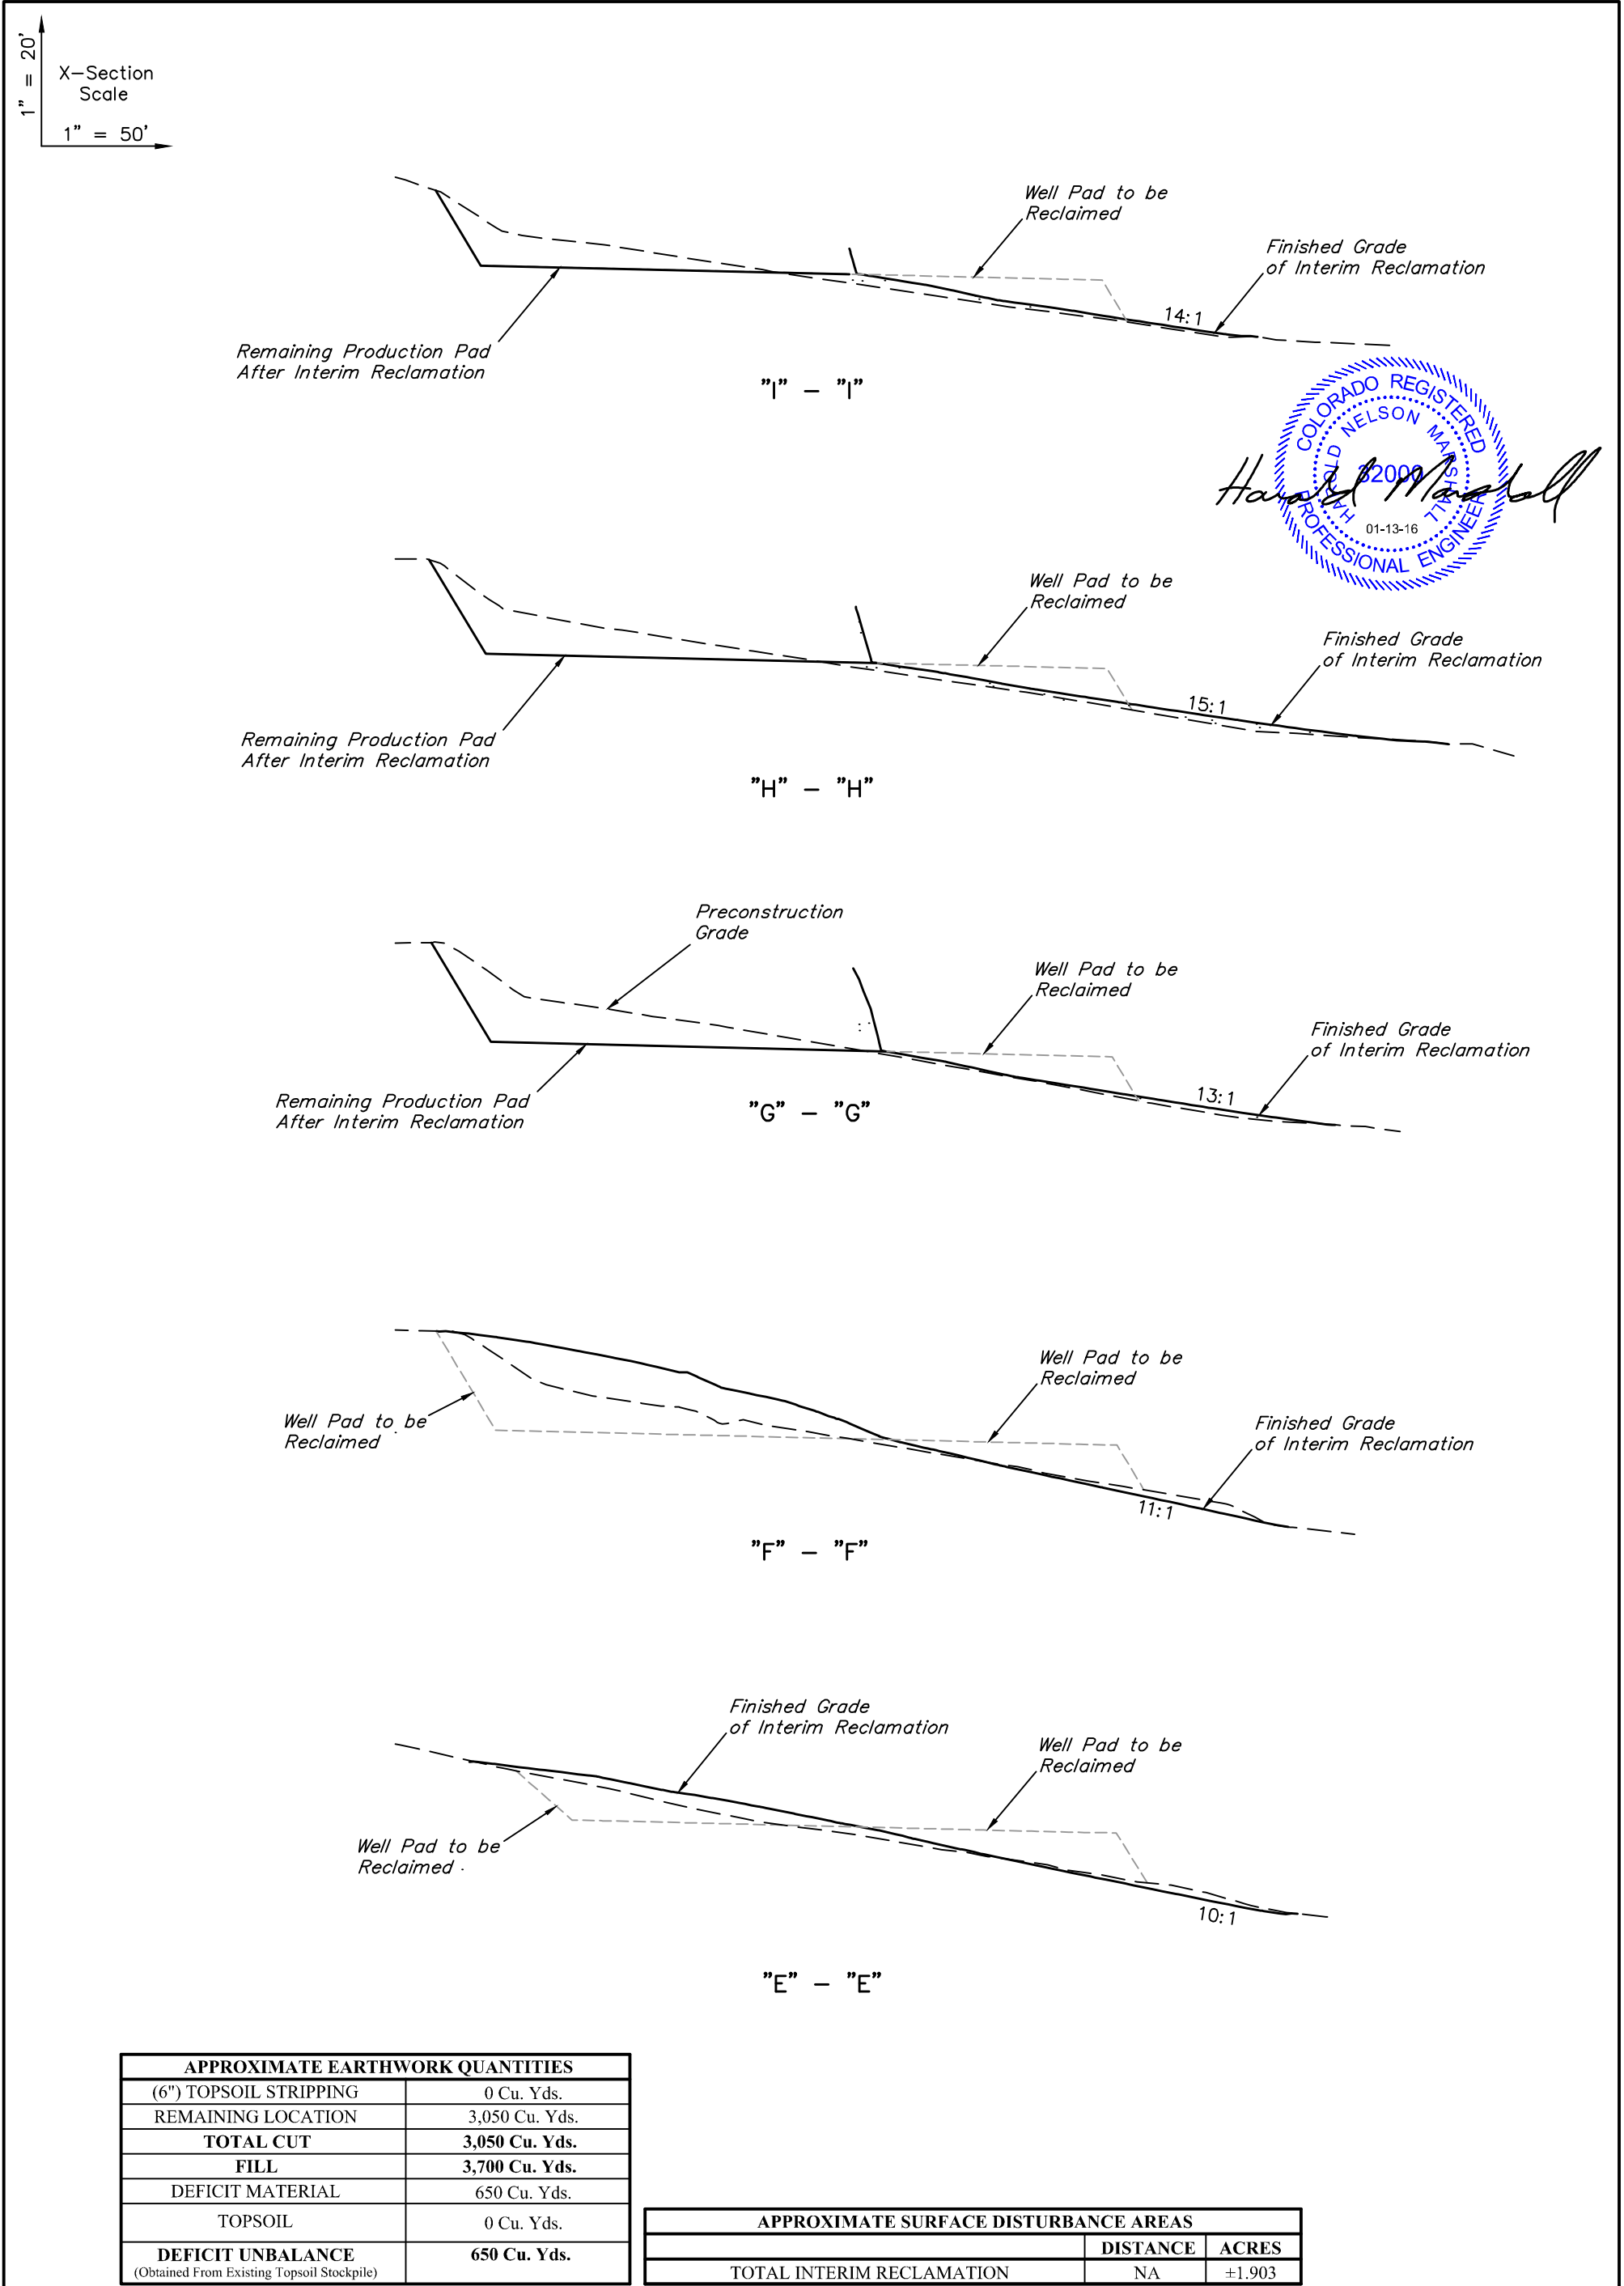 1" = 20'
X-Section
Scale
1" = 50'
Well Pad to be
Reclaimed
Finished Grade
of Interim Reclamation
14:1
Remaining Production Pad
After Interim Reclamation
"I" - "I"
COLORADO REGISTERED
PROFESSIONAL ENGINEER
HAROLD NELSON MARSHALL
32000
01-13-16
Harold Marshall
Well Pad to be
Reclaimed
Finished Grade
of Interim Reclamation
15:1
Remaining Production Pad
After Interim Reclamation
"H" - "H"
Preconstruction
Grade
Well Pad to be
Reclaimed
Finished Grade
of Interim Reclamation
13:1
Remaining Production Pad
After Interim Reclamation
"G" - "G"
Well Pad to be
Reclaimed
Well Pad to be
Reclaimed
Finished Grade
of Interim Reclamation
11:1
"F" - "F"
Finished Grade
of Interim Reclamation
Well Pad to be
Reclaimed
Well Pad to be
Reclaimed
10:1
"E" - "E"
APPROXIMATE EARTHWORK QUANTITIES
(6") TOPSOIL STRIPPING 0 Cu. Yds.
REMAINING LOCATION 3,050 Cu. Yds.
TOTAL CUT 3,050 Cu. Yds.
FILL 3,700 Cu. Yds.
DEFICIT MATERIAL 650 Cu. Yds.
TOPSOIL 0 Cu. Yds.
DEFICIT UNBALANCE 650 Cu. Yds.
(Obtained From Existing Topsoil Stockpile)
APPROXIMATE SURFACE DISTURBANCE AREAS
DISTANCE ACRES
TOTAL INTERIM RECLAMATION NA ±1.903